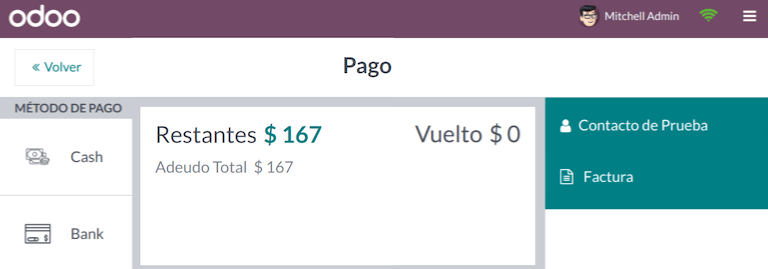 odoo
Mitchell Admin
« Volver
Pago
MÉTODO DE PAGO
Cash
Bank
Restantes $ 167
Vuelto $ 0
Adeudo Total $ 167
Contacto de Prueba
Factura